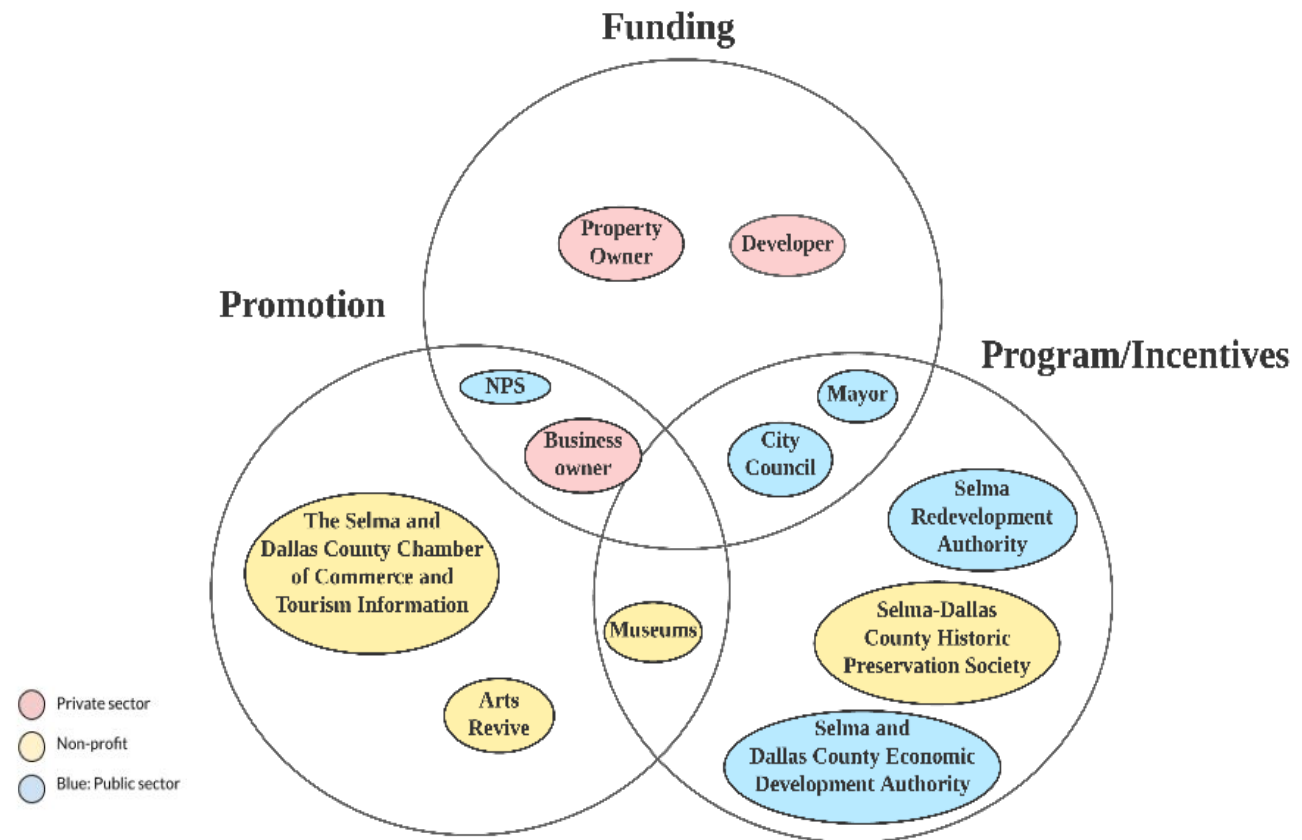 Funding
Property
Owner
Developer
Promotion
Program/Incentives
NPS
Mayor
Business
owner
City
Council
Selma
Redevelopment
Authority
The Selma and
Dallas County Chamber
of Commerce and
Tourism Information
Selma-Dallas
County Historic
Preservation Society
Museums
Arts
Revive
Selma and
Dallas County Economic
Development Authority
Private sector
Non-profit
Blue: Public sector